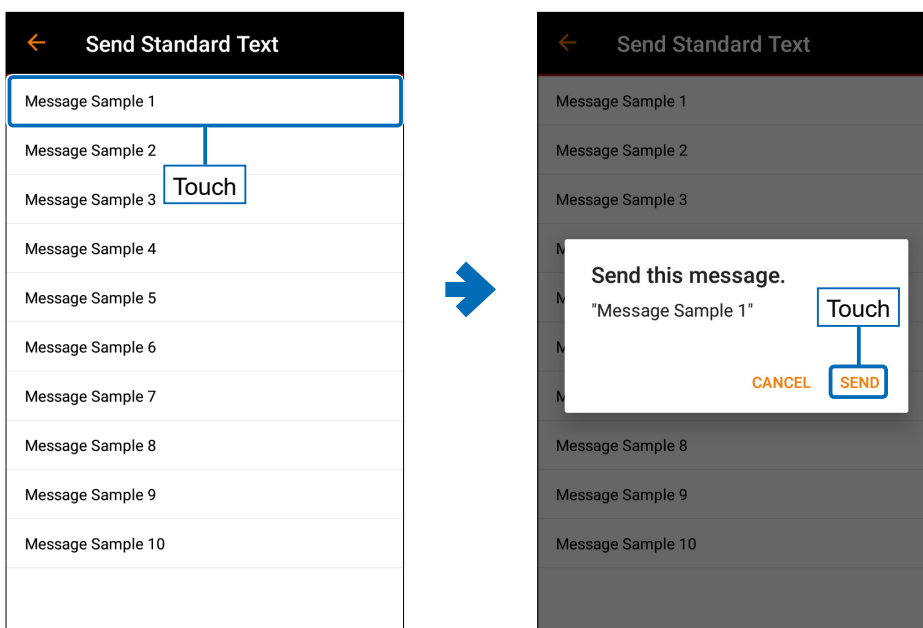 Send Standard Text
Message Sample 1
Message Sample 2
Touch
Message Sample 3
Message Sample 4
Message Sample 5
Message Sample 6
Message Sample 7
Message Sample 8
Message Sample 9
Message Sample 10
Send Standard Text
Message Sample 1
Message Sample 2
Message Sample 3
M
Send this message.
M
"Message Sample 1"
Touch
M
CANCEL SEND
M
Message Sample 8
Message Sample 9
Message Sample 10